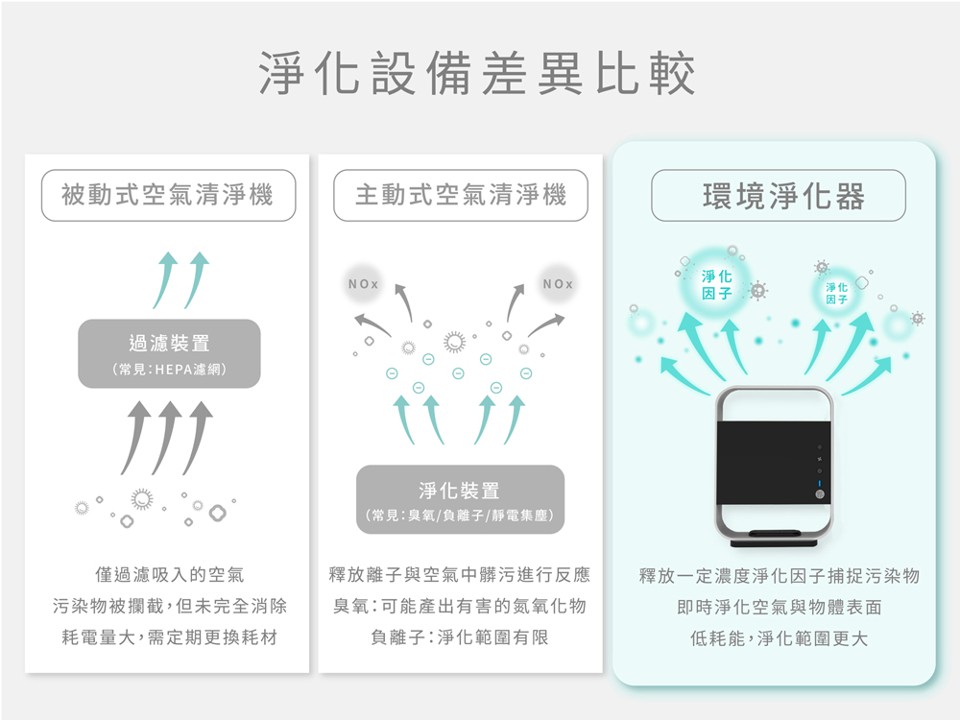 淨化設備差異比較
被動式空氣清淨機
過濾裝置
（常見：HEPA濾網）
僅過濾吸入的空氣
污染物被攔截，但未完全消除
耗電量大，需定期更換耗材
主動式空氣清淨機
NOx
NOx
淨化裝置
（常見：臭氧/負離子/靜電集塵）
釋放離子與空氣中髒污進行反應
臭氧：可能產出有害的氮氧化物
負離子：淨化範圍有限
環境淨化器
淨化
因子
淨化
因子
釋放一定濃度淨化因子捕捉污染物
即時淨化空氣與物體表面
低耗能，淨化範圍更大